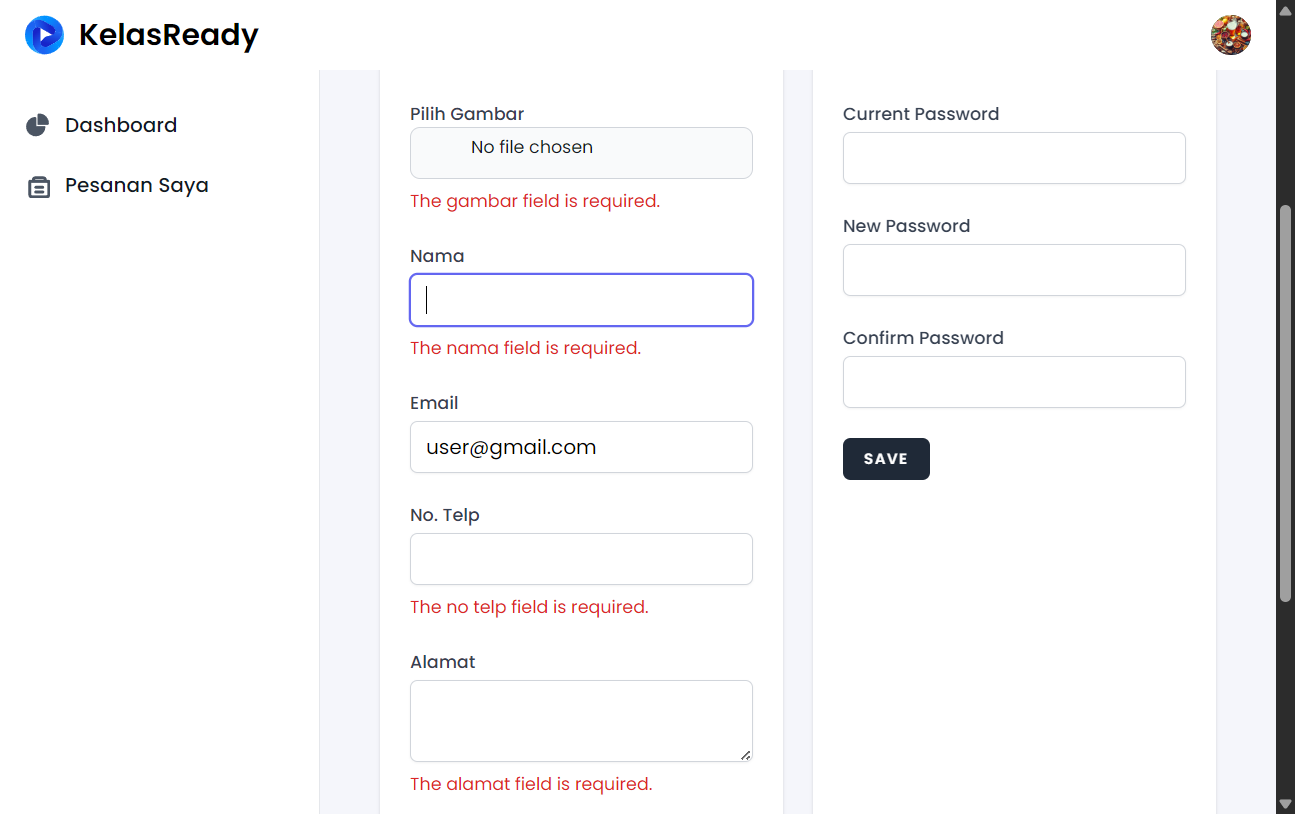 KelasReady
Dashboard
Pesanan Saya
Pilih Gambar
No file chosen
The gambar field is required.
Nama
The nama field is required.
Email
user@gmail.com
No. Telp
The no telp field is required.
Alamat
The alamat field is required.
Current Password
New Password
Confirm Password
SAVE